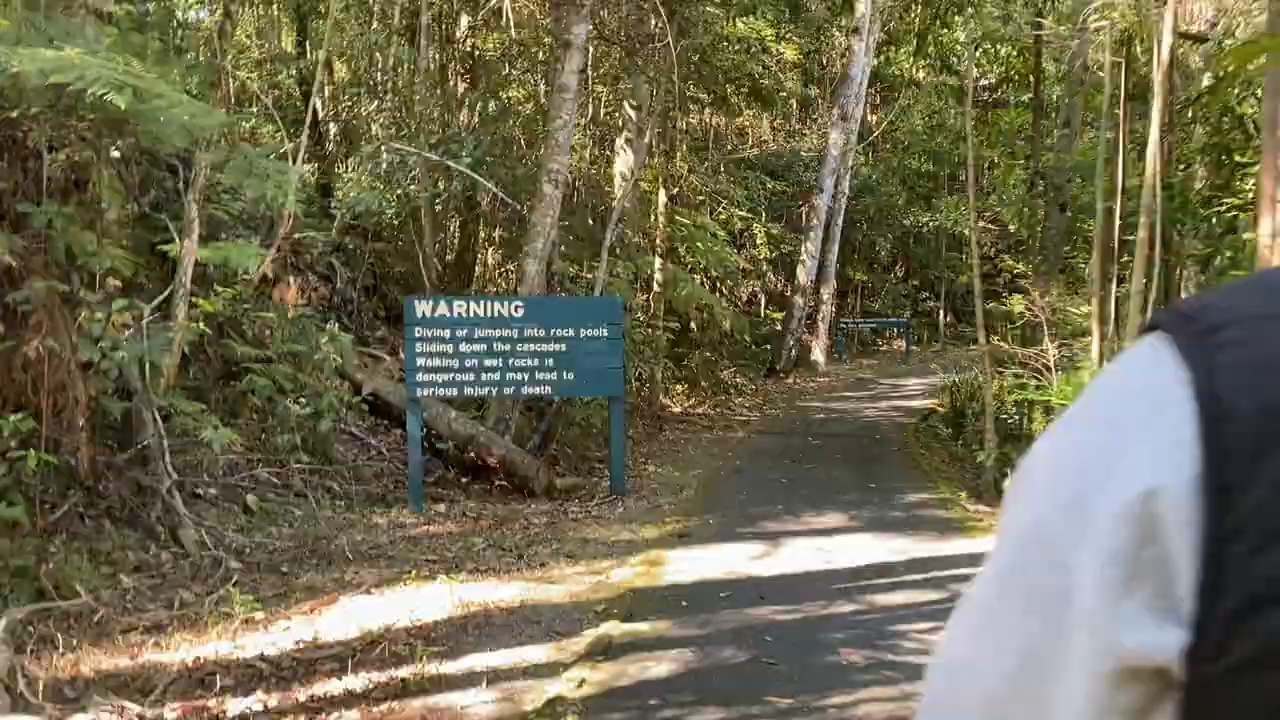 WARNING
Diving or jumping into rock pools
Sliding down the cascades
Walking on wet rocks is
dangerous and may lead to
serious injury or death